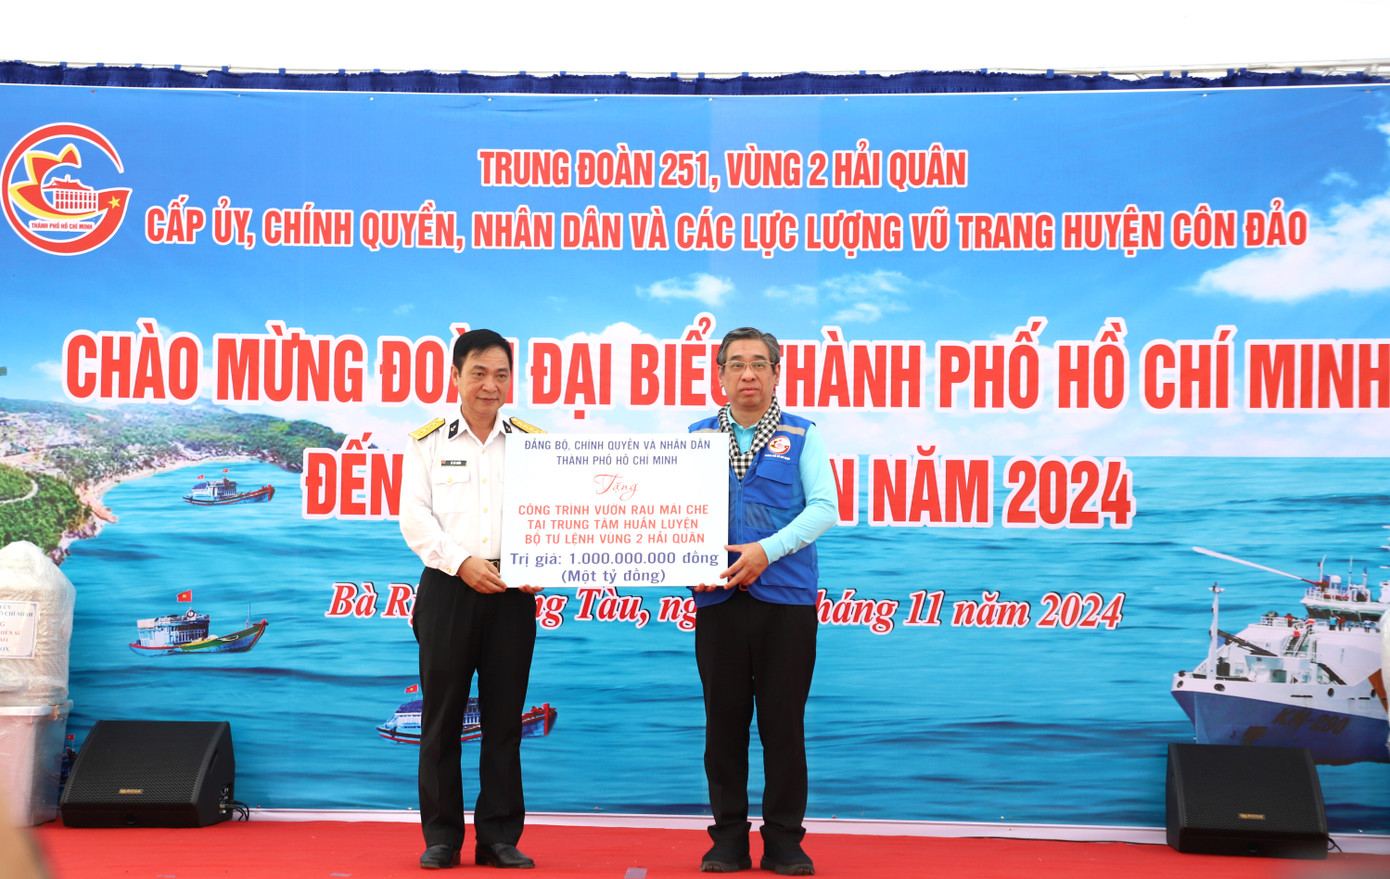 TRUNG ĐOÀN 251, VÙNG 2 HẢI QUÂN
THÀNH PHỐ HỒ CHÍ MINH
CẤP ỦY, CHÍNH QUYỀN, NHÂN DÂN VÀ CÁC LỰC LƯỢNG VŨ TRANG HUYỆN CÔN ĐẢO
CHÀO MỪNG ĐOÀN ĐẠI BIỂU THÀNH PHỐ HỒ CHÍ MINH
ĐẾN N NĂM 2024
ĐẢNG BỘ, CHÍNH QUYỀN VÀ NHÂN DÂN
THÀNH PHỐ HỒ CHÍ MINH
Tặng
CÔNG TRÌNH VƯỜN RAU MÁI CHE
TẠI TRUNG TÂM HUẤN LUYỆN
BỘ TƯ LỆNH VÙNG 2 HẢI QUÂN
Trị giá: 1.000.000.000 đồng
(Một tỷ đồng)
Bà Rị ng Tàu, ng háng 11 năm 2024
KN-290